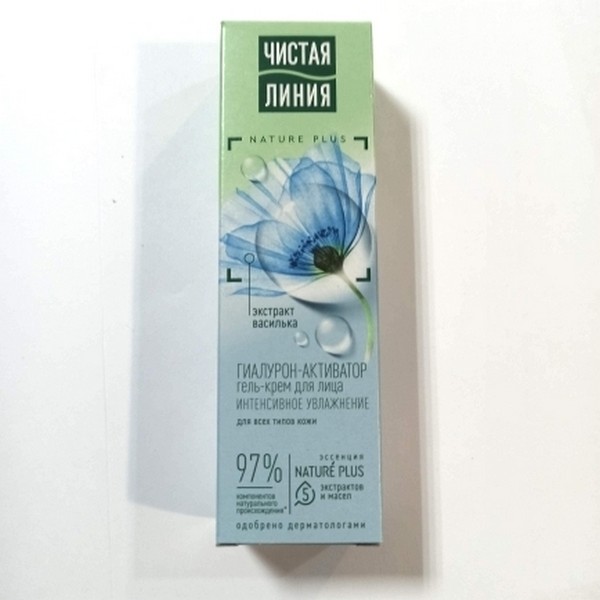 ЧИСТАЯ
ЛИНИЯ
NATURE PLUS
экстракт
василька
ГИАЛУРОН-АКТИВАТОР
гель-крем для лица
ИНТЕНСИВНОЕ УВЛАЖНЕНИЕ
для всех типов кожи
97%
компонентов
натурального
происхождения*
эссенция
NATURÉ PLUS
5 экстрактов
и масел
одобрено дерматологами